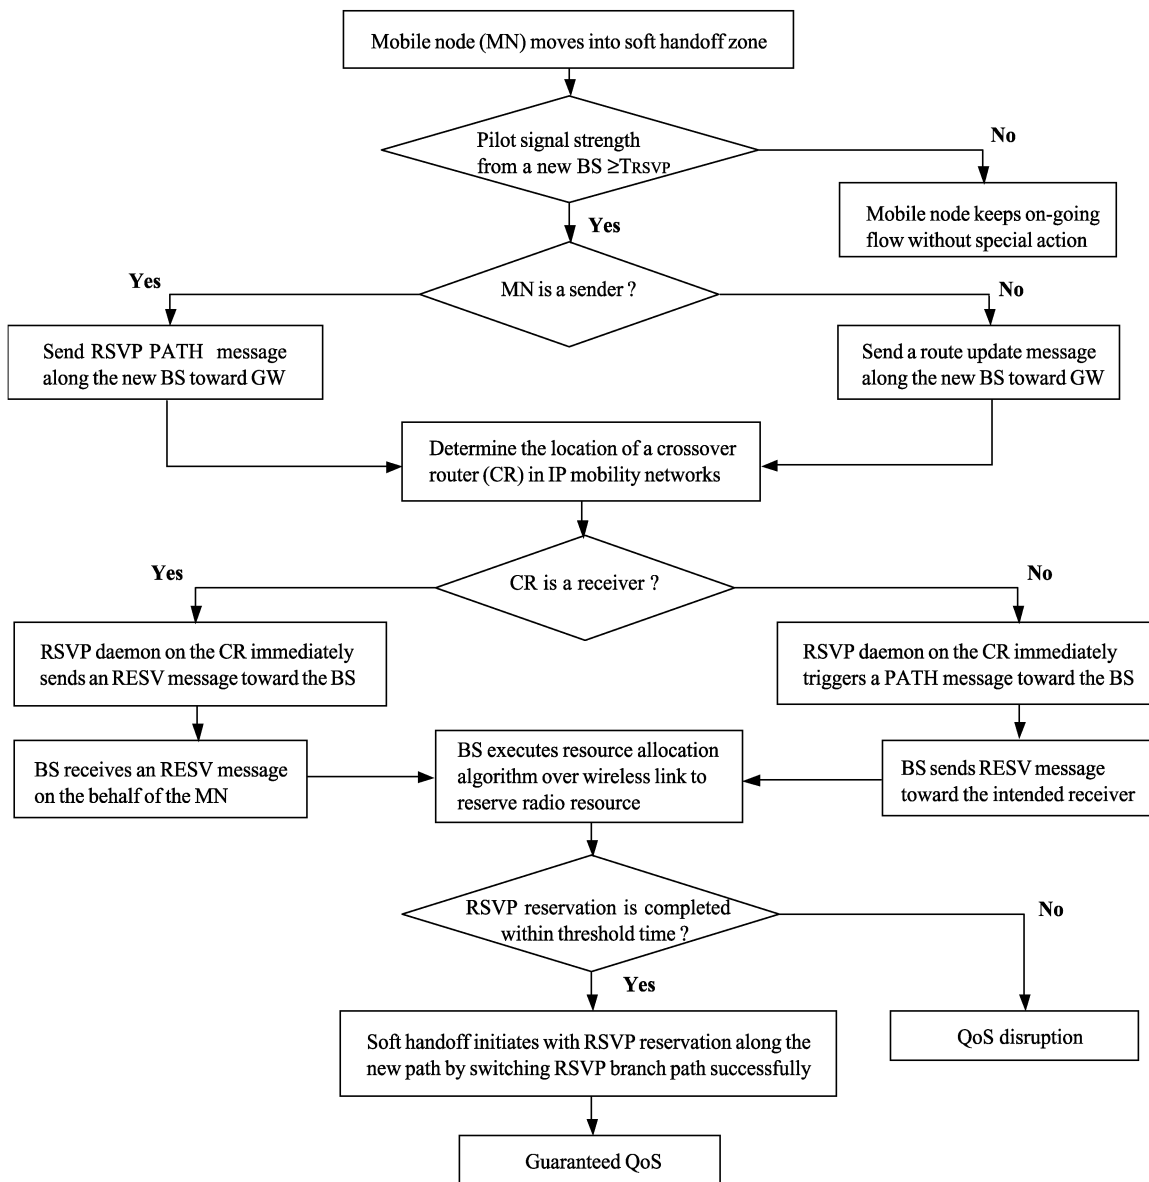 Mobile node (MN) moves into soft handoff zone
Pilot signal strength
from a new BS ≥TRSVP
No
Mobile node keeps on-going
flow without special action
Yes
MN is a sender ?
Yes
No
Send RSVP PATH message
along the new BS toward GW
Send a route update message
along the new BS toward GW
Determine the location of a crossover
router (CR) in IP mobility networks
CR is a receiver ?
Yes
No
RSVP daemon on the CR immediately
sends an RESV message toward the BS
RSVP daemon on the CR immediately
triggers a PATH message toward the BS
BS receives an RESV message
on the behalf of the MN
BS executes resource allocation
algorithm over wireless link to
reserve radio resource
BS sends RESV message
toward the intended receiver
RSVP reservation is completed
within threshold time ?
No
Yes
Soft handoff initiates with RSVP reservation along the
new path by switching RSVP branch path successfully
QoS disruption
Guaranteed QoS